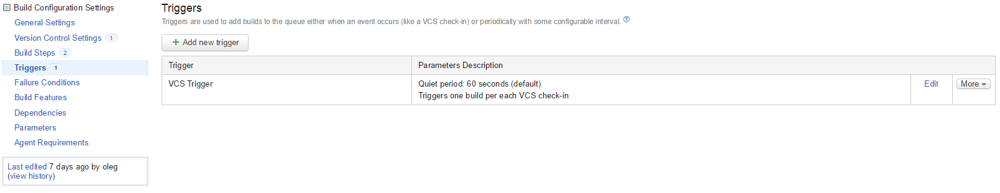 Build Configuration Settings
General Settings
Version Control Settings 1
Build Steps 2
Triggers 1
Failure Conditions
Build Features
Dependencies
Parameters
Agent Requirements
Last edited 7 days ago by oleg
(view history)
Triggers
Triggers are used to add builds to the queue either when an event occurs (like a VCS check-in) or periodically with some configurable interval. ?
+ Add new trigger
Trigger Parameters Description
VCS Trigger Quiet period: 60 seconds (default) Edit More
Triggers one build per each VCS check-in